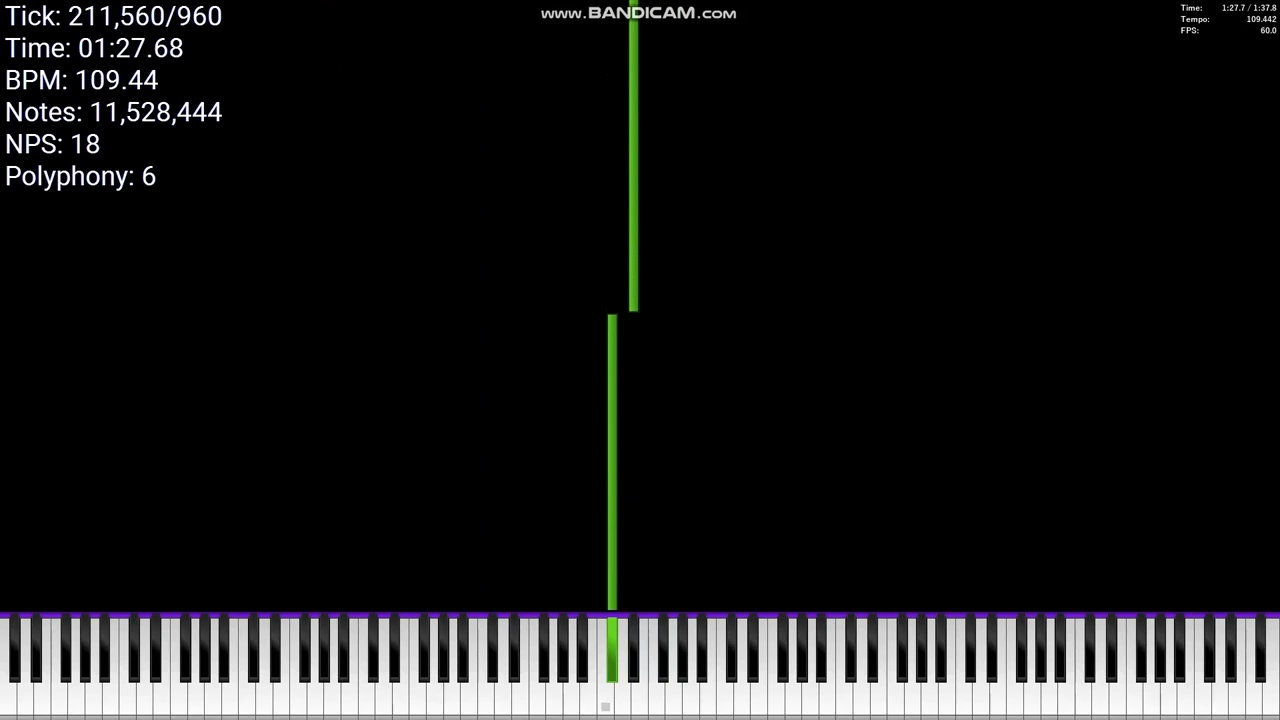 Tick: 211,560/960
Time: 01:27.68
BPM: 109.44
Notes: 11,528,444
NPS: 18
Polyphony: 6
www.BANDICAM.com
Time: 1:27.7 / 1:37.8
Tempo: 109.442
FPS: 60.0